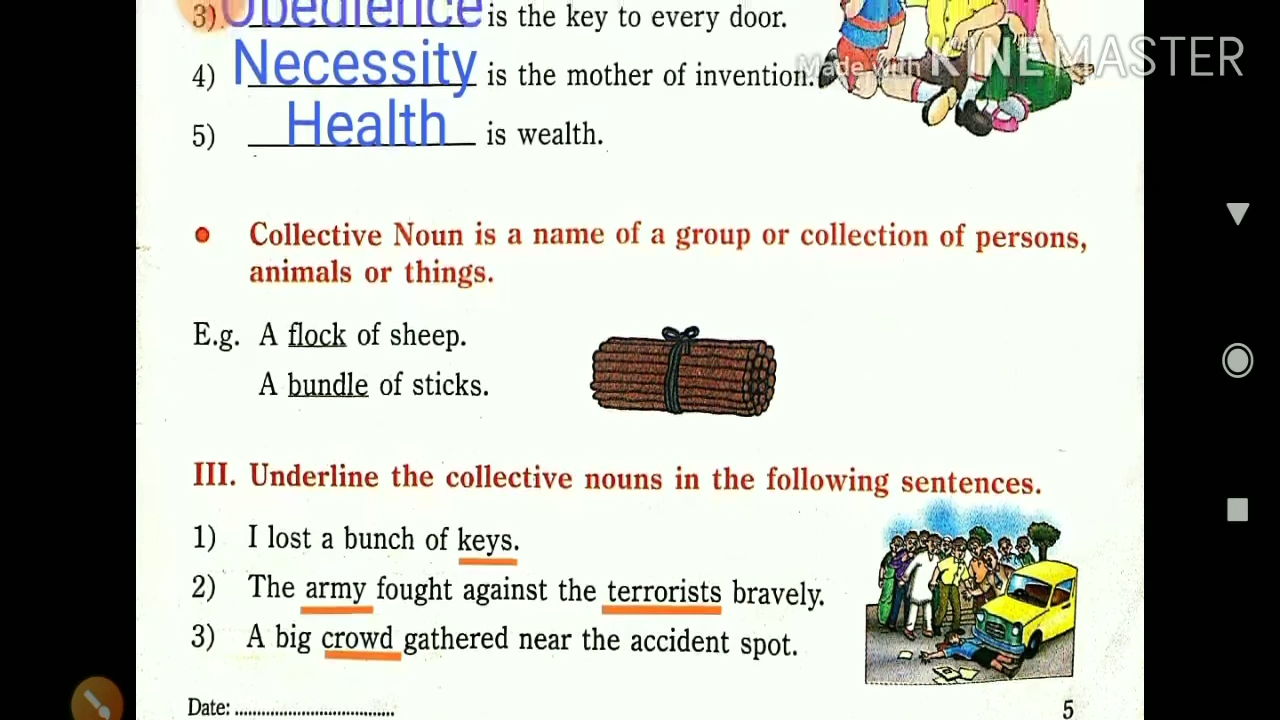 3) Obedience is the key to every door.
4) Necessity is the mother of invention.
Made with KINEMASTER
5) Health is wealth.
• Collective Noun is a name of a group or collection of persons,
animals or things.
E.g. A flock of sheep.
A bundle of sticks.
III. Underline the collective nouns in the following sentences.
1) I lost a bunch of keys.
2) The army fought against the terrorists bravely.
3) A big crowd gathered near the accident spot.
Date: ....................................
5